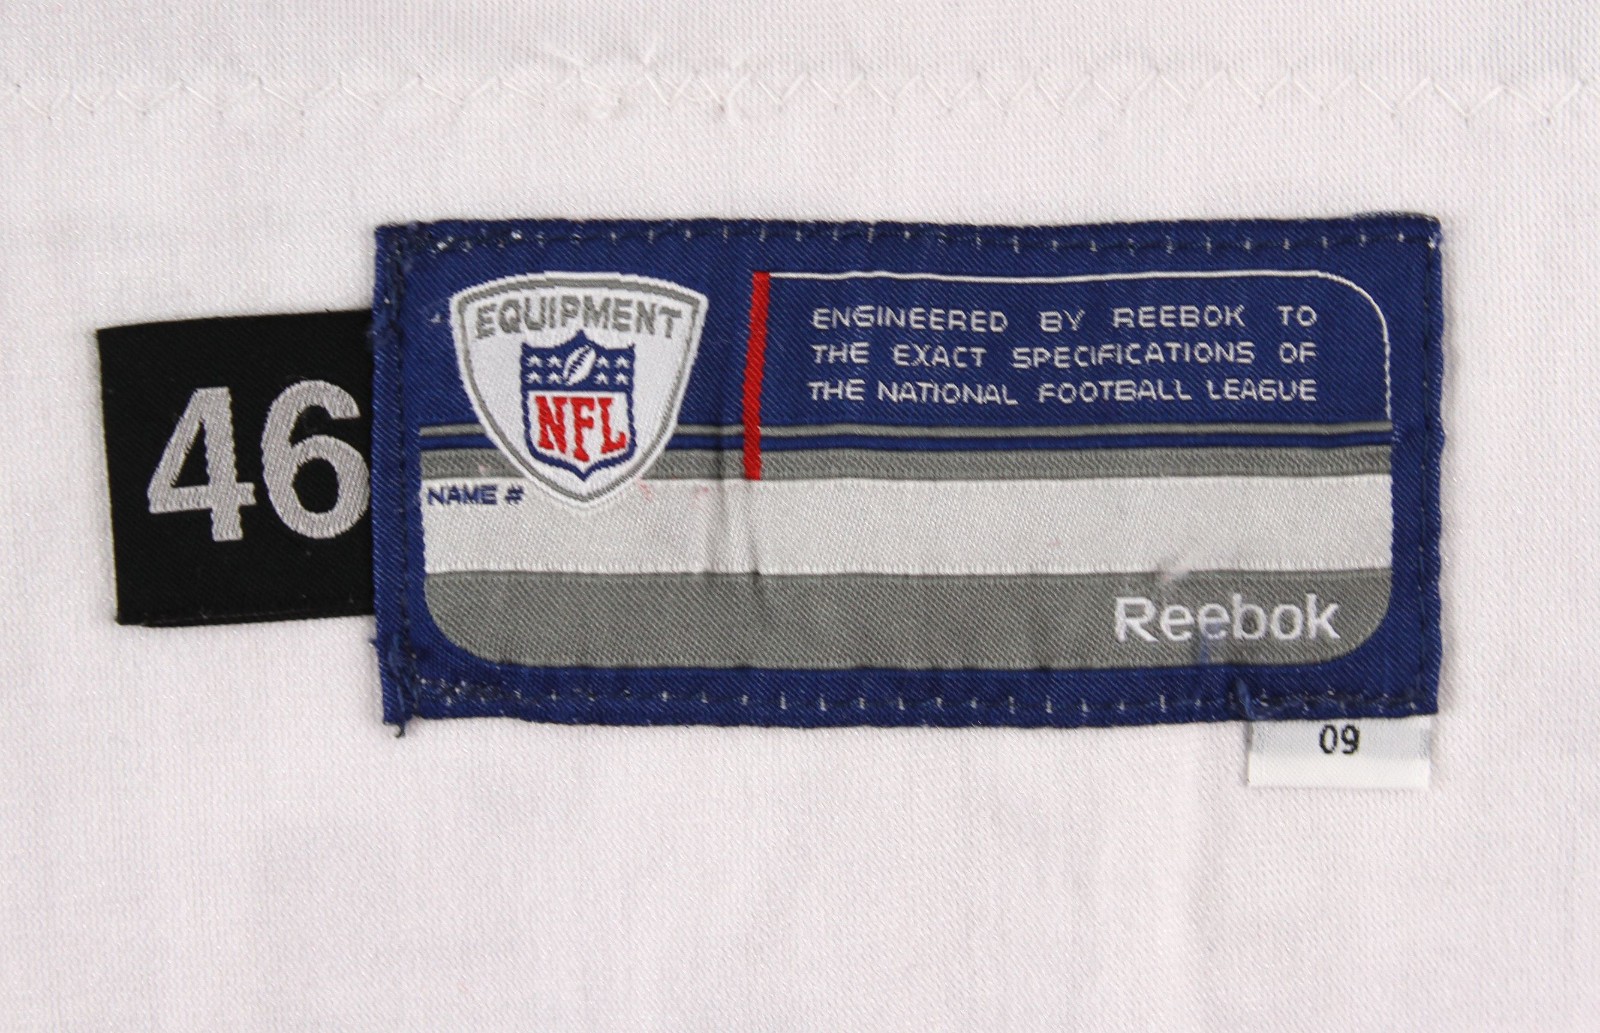 46
EQUIPMENT
NFL
ENGINEERED BY REEBOK TO
THE EXACT SPECIFICATIONS OF
THE NATIONAL FOOTBALL LEAGUE
NAME #
Reebok
09